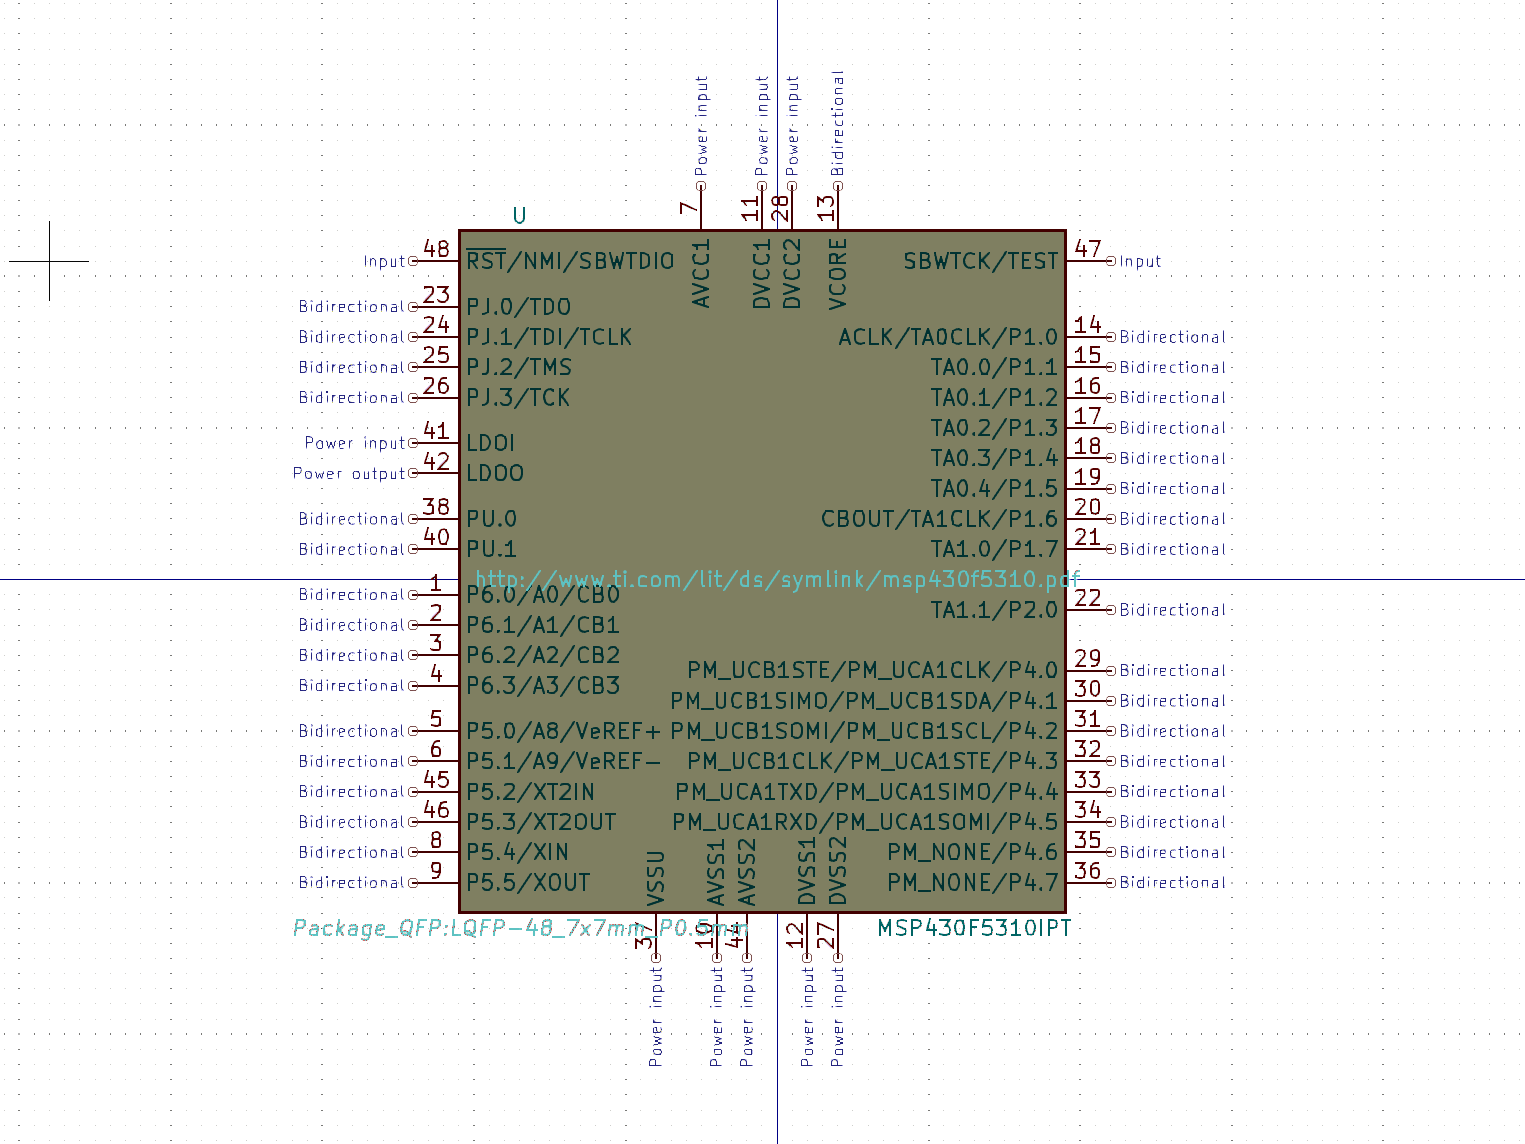 Power input
Power input
Power input
Bidirectional
7
11
28
13
U
AVCC1
DVCC1
DVCC2
VCORE
Input 48 RST/NMI/SBWTDIO
SBWTCK/TEST 47 Input
Bidirectional 23 PJ.0/TDO
Bidirectional 24 PJ.1/TDI/TCLK
ACLK/TA0CLK/P1.0 14 Bidirectional
Bidirectional 25 PJ.2/TMS
TA0.0/P1.1 15 Bidirectional
Bidirectional 26 PJ.3/TCK
TA0.1/P1.2 16 Bidirectional
TA0.2/P1.3 17 Bidirectional
Power input 41 LDOI
TA0.3/P1.4 18 Bidirectional
Power output 42 LDOO
TA0.4/P1.5 19 Bidirectional
Bidirectional 38 PU.0
CBOUT/TA1CLK/P1.6 20 Bidirectional
Bidirectional 40 PU.1
TA1.0/P1.7 21 Bidirectional
http://www.ti.com/lit/ds/symlink/msp430f5310.pdf
Bidirectional 1 P6.0/A0/CB0
TA1.1/P2.0 22 Bidirectional
Bidirectional 2 P6.1/A1/CB1
Bidirectional 3 P6.2/A2/CB2
PM_UCB1STE/PM_UCA1CLK/P4.0 29 Bidirectional
Bidirectional 4 P6.3/A3/CB3
PM_UCB1SIMO/PM_UCB1SDA/P4.1 30 Bidirectional
Bidirectional 5 P5.0/A8/VeREF+
PM_UCB1SOMI/PM_UCB1SCL/P4.2 31 Bidirectional
Bidirectional 6 P5.1/A9/VeREF-
PM_UCB1CLK/PM_UCA1STE/P4.3 32 Bidirectional
Bidirectional 45 P5.2/XT2IN
PM_UCA1TXD/PM_UCA1SIMO/P4.4 33 Bidirectional
Bidirectional 46 P5.3/XT2OUT
PM_UCA1RXD/PM_UCA1SOMI/P4.5 34 Bidirectional
Bidirectional 8 P5.4/XIN
PM_NONE/P4.6 35 Bidirectional
Bidirectional 9 P5.5/XOUT
PM_NONE/P4.7 36 Bidirectional
VSSU
AVSS1
AVSS2
DVSS1
DVSS2
Package_QFP:LQFP-48_7x7mm_P0.5mm
MSP430F5310IPT
37
10
44
12
27
Power input
Power input
Power input
Power input
Power input